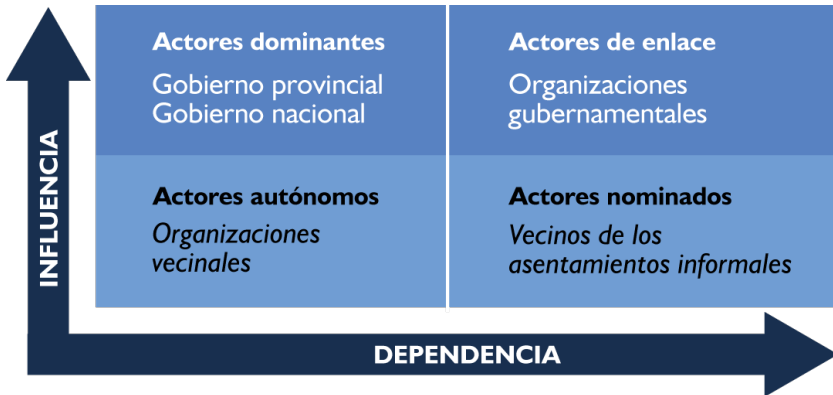 INFLUENCIA
Actores dominantes
Gobierno provincial
Gobierno nacional
Actores de enlace
Organizaciones
gubernamentales
Actores autónomos
Organizaciones
vecinales
Actores nominados
Vecinos de los
asentamientos informales
DEPENDENCIA